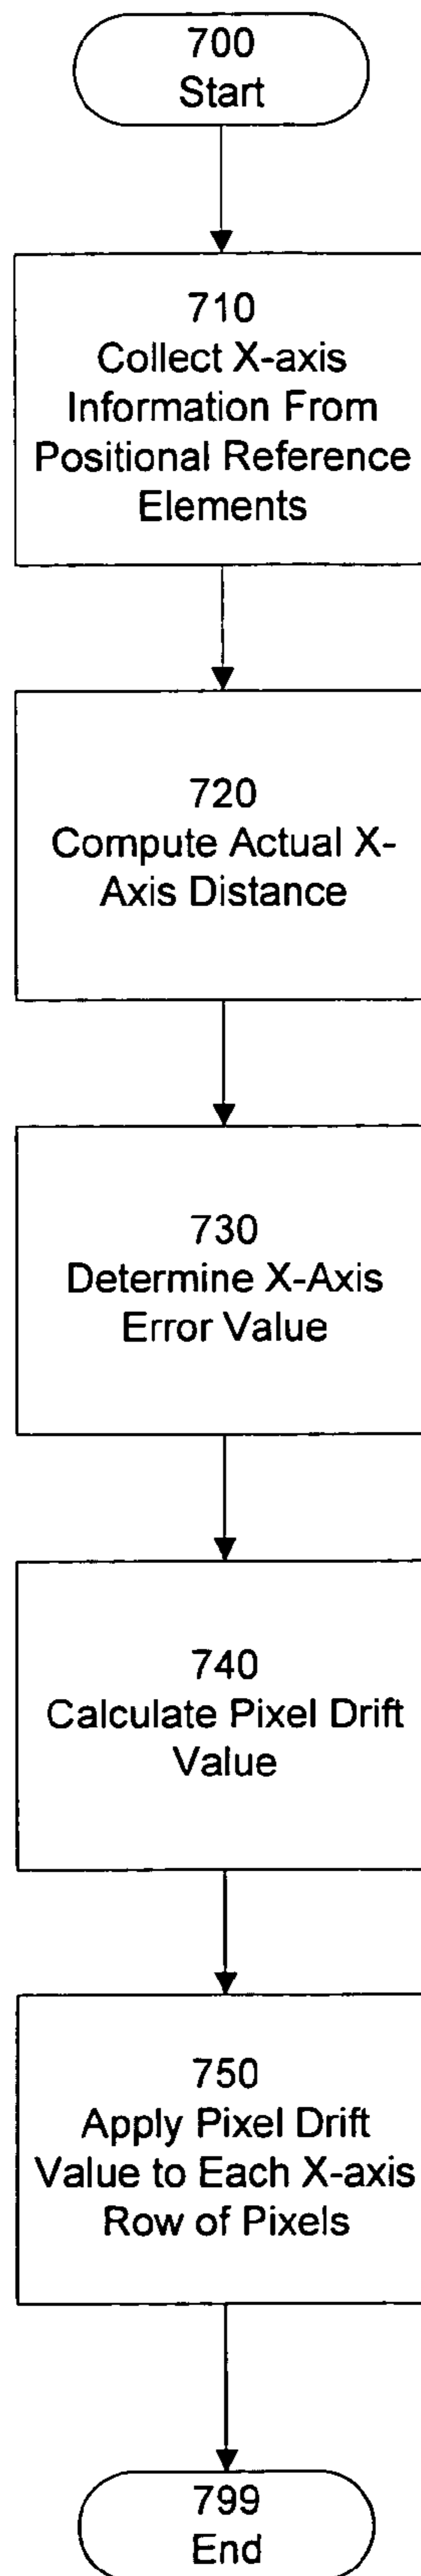 700
Start
710
Collect X-axis
Information From
Positional Reference
Elements
720
Compute Actual X-
Axis Distance
730
Determine X-Axis
Error Value
740
Calculate Pixel Drift
Value
750
Apply Pixel Drift
Value to Each X-axis
Row of Pixels
799
End